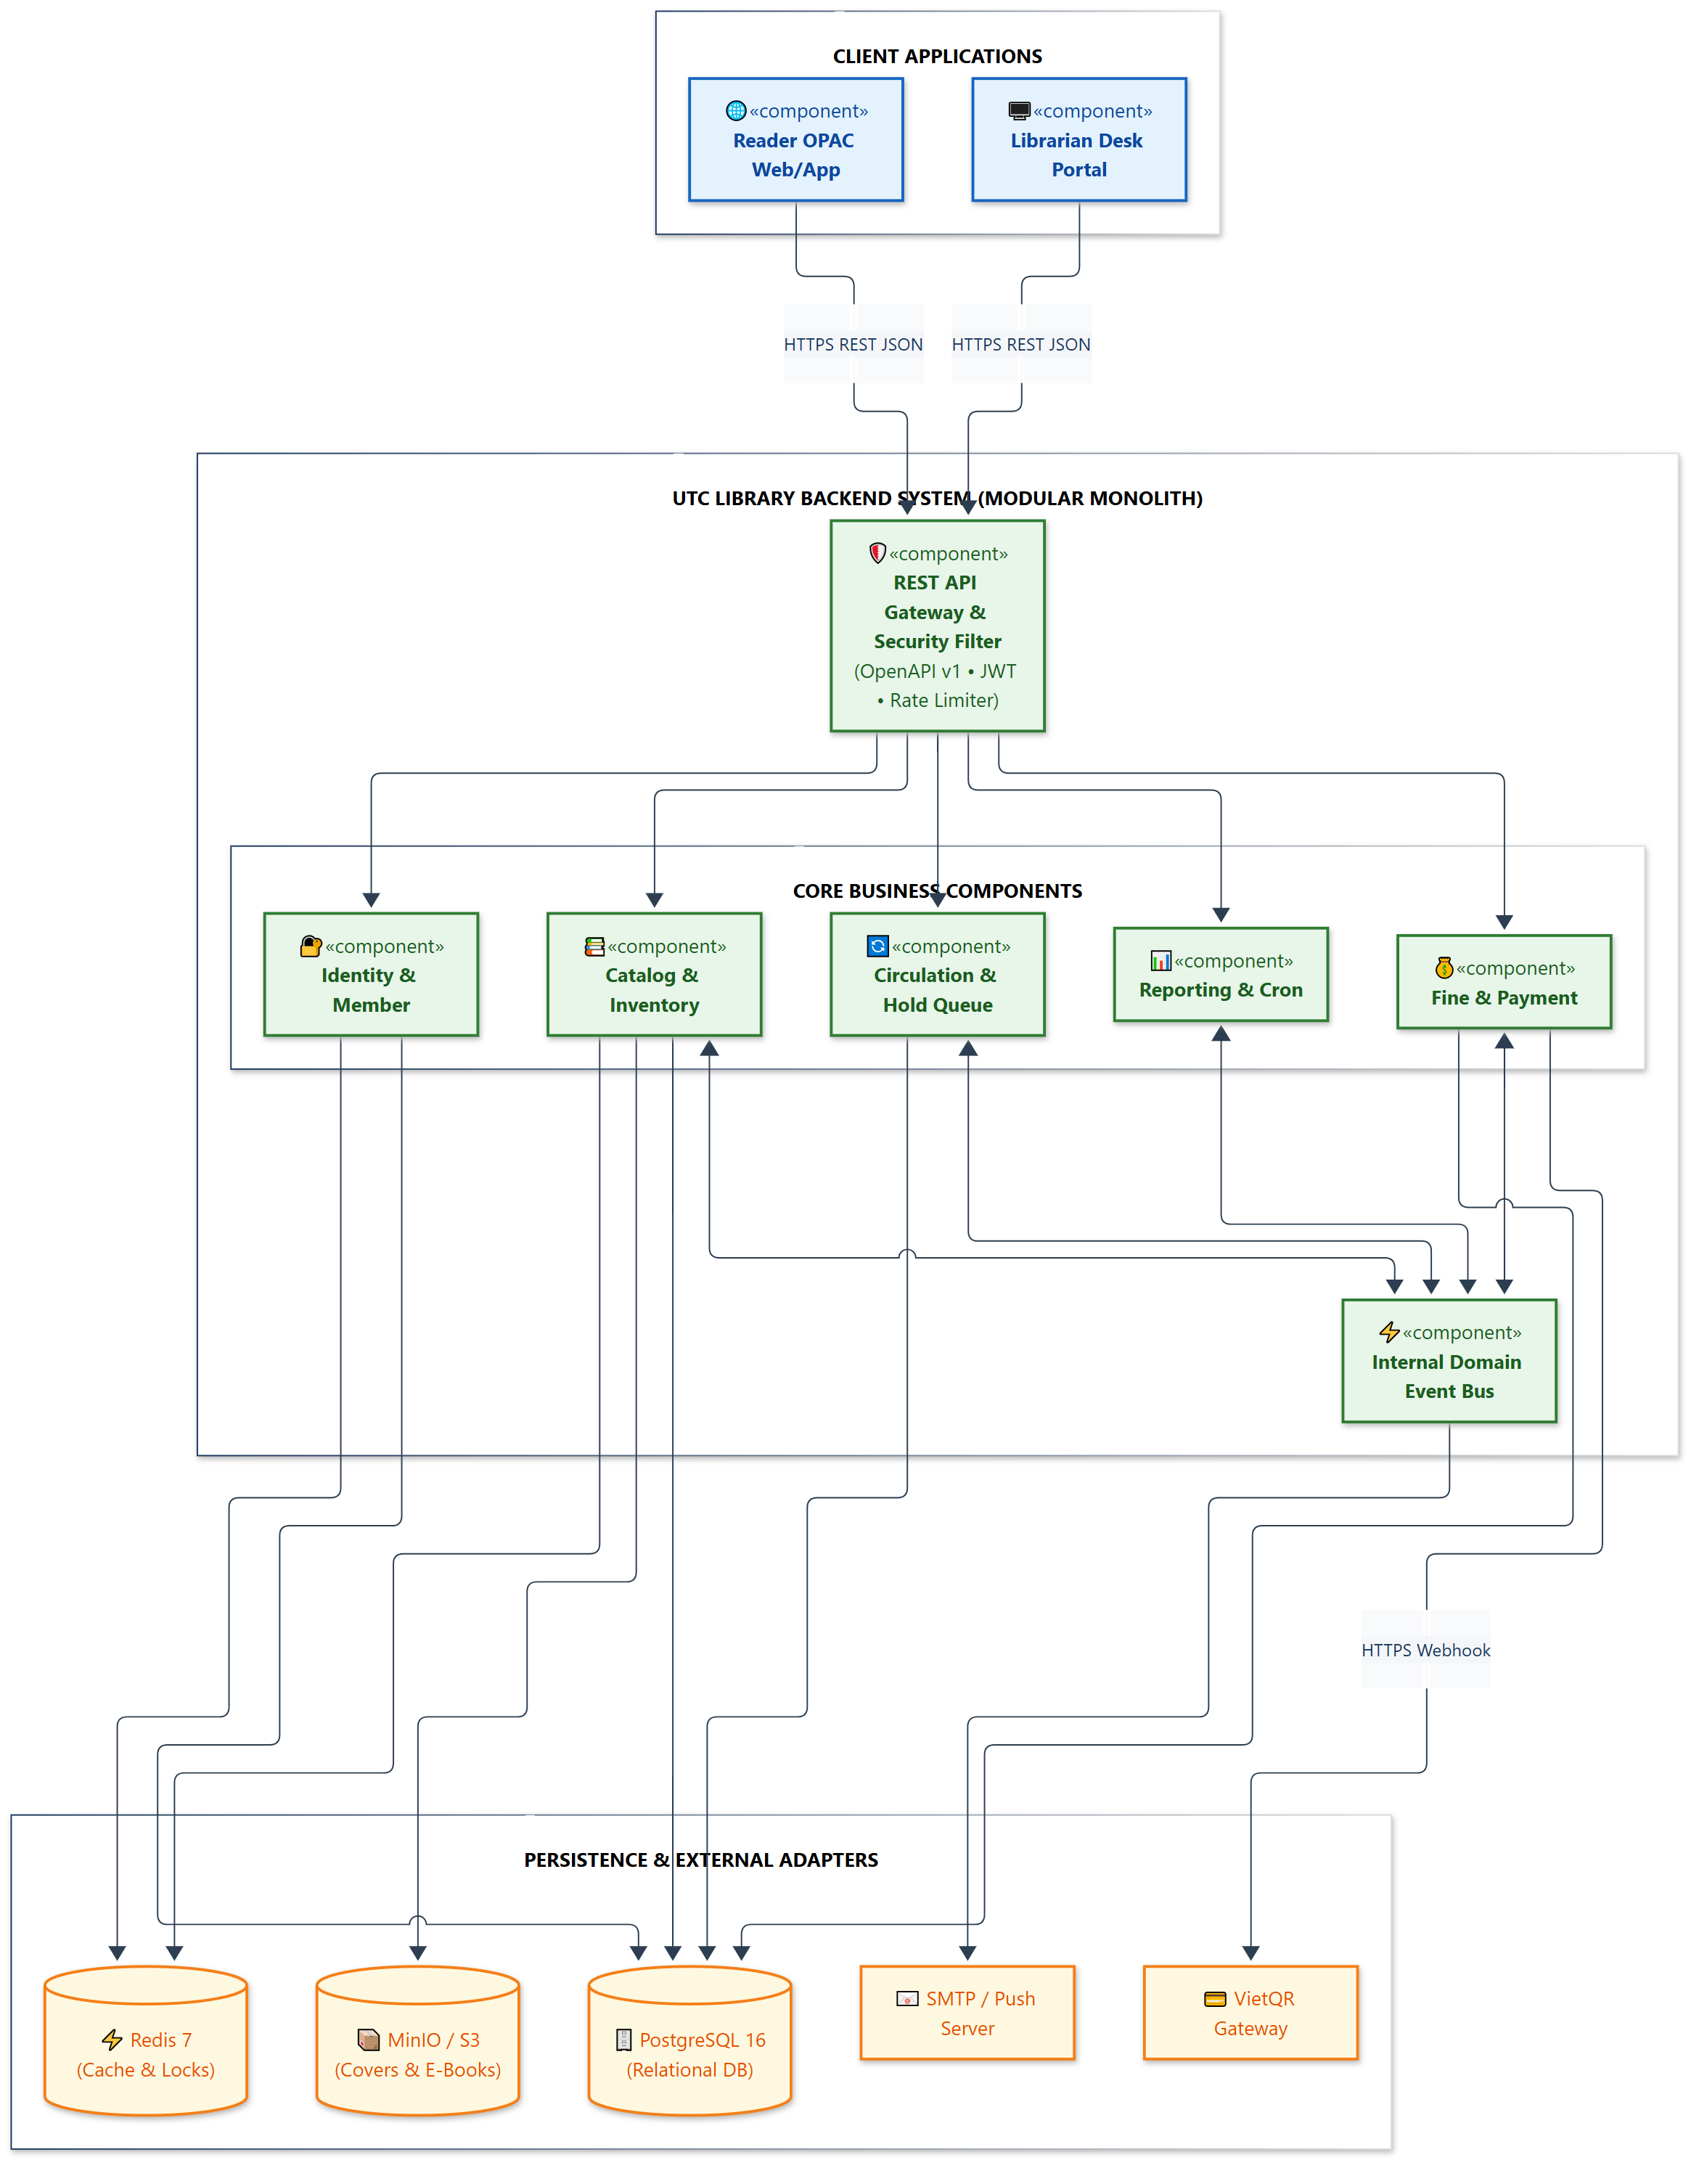 CLIENT APPLICATIONS
«component»
Reader OPAC
Web/App
«component»
Librarian Desk
Portal
HTTPS REST JSON
HTTPS REST JSON
UTC LIBRARY BACKEND SYSTEM (MODULAR MONOLITH)
«component»
REST API
Gateway &
Security Filter
(OpenAPI v1 • JWT
• Rate Limiter)
CORE BUSINESS COMPONENTS
«component»
Identity &
Member
«component»
Catalog &
Inventory
«component»
Circulation &
Hold Queue
«component»
Reporting & Cron
«component»
Fine & Payment
«component»
Internal Domain
Event Bus
HTTPS Webhook
PERSISTENCE & EXTERNAL ADAPTERS
Redis 7
(Cache & Locks)
MinIO / S3
(Covers & E-Books)
PostgreSQL 16
(Relational DB)
SMTP / Push
Server
VietQR
Gateway